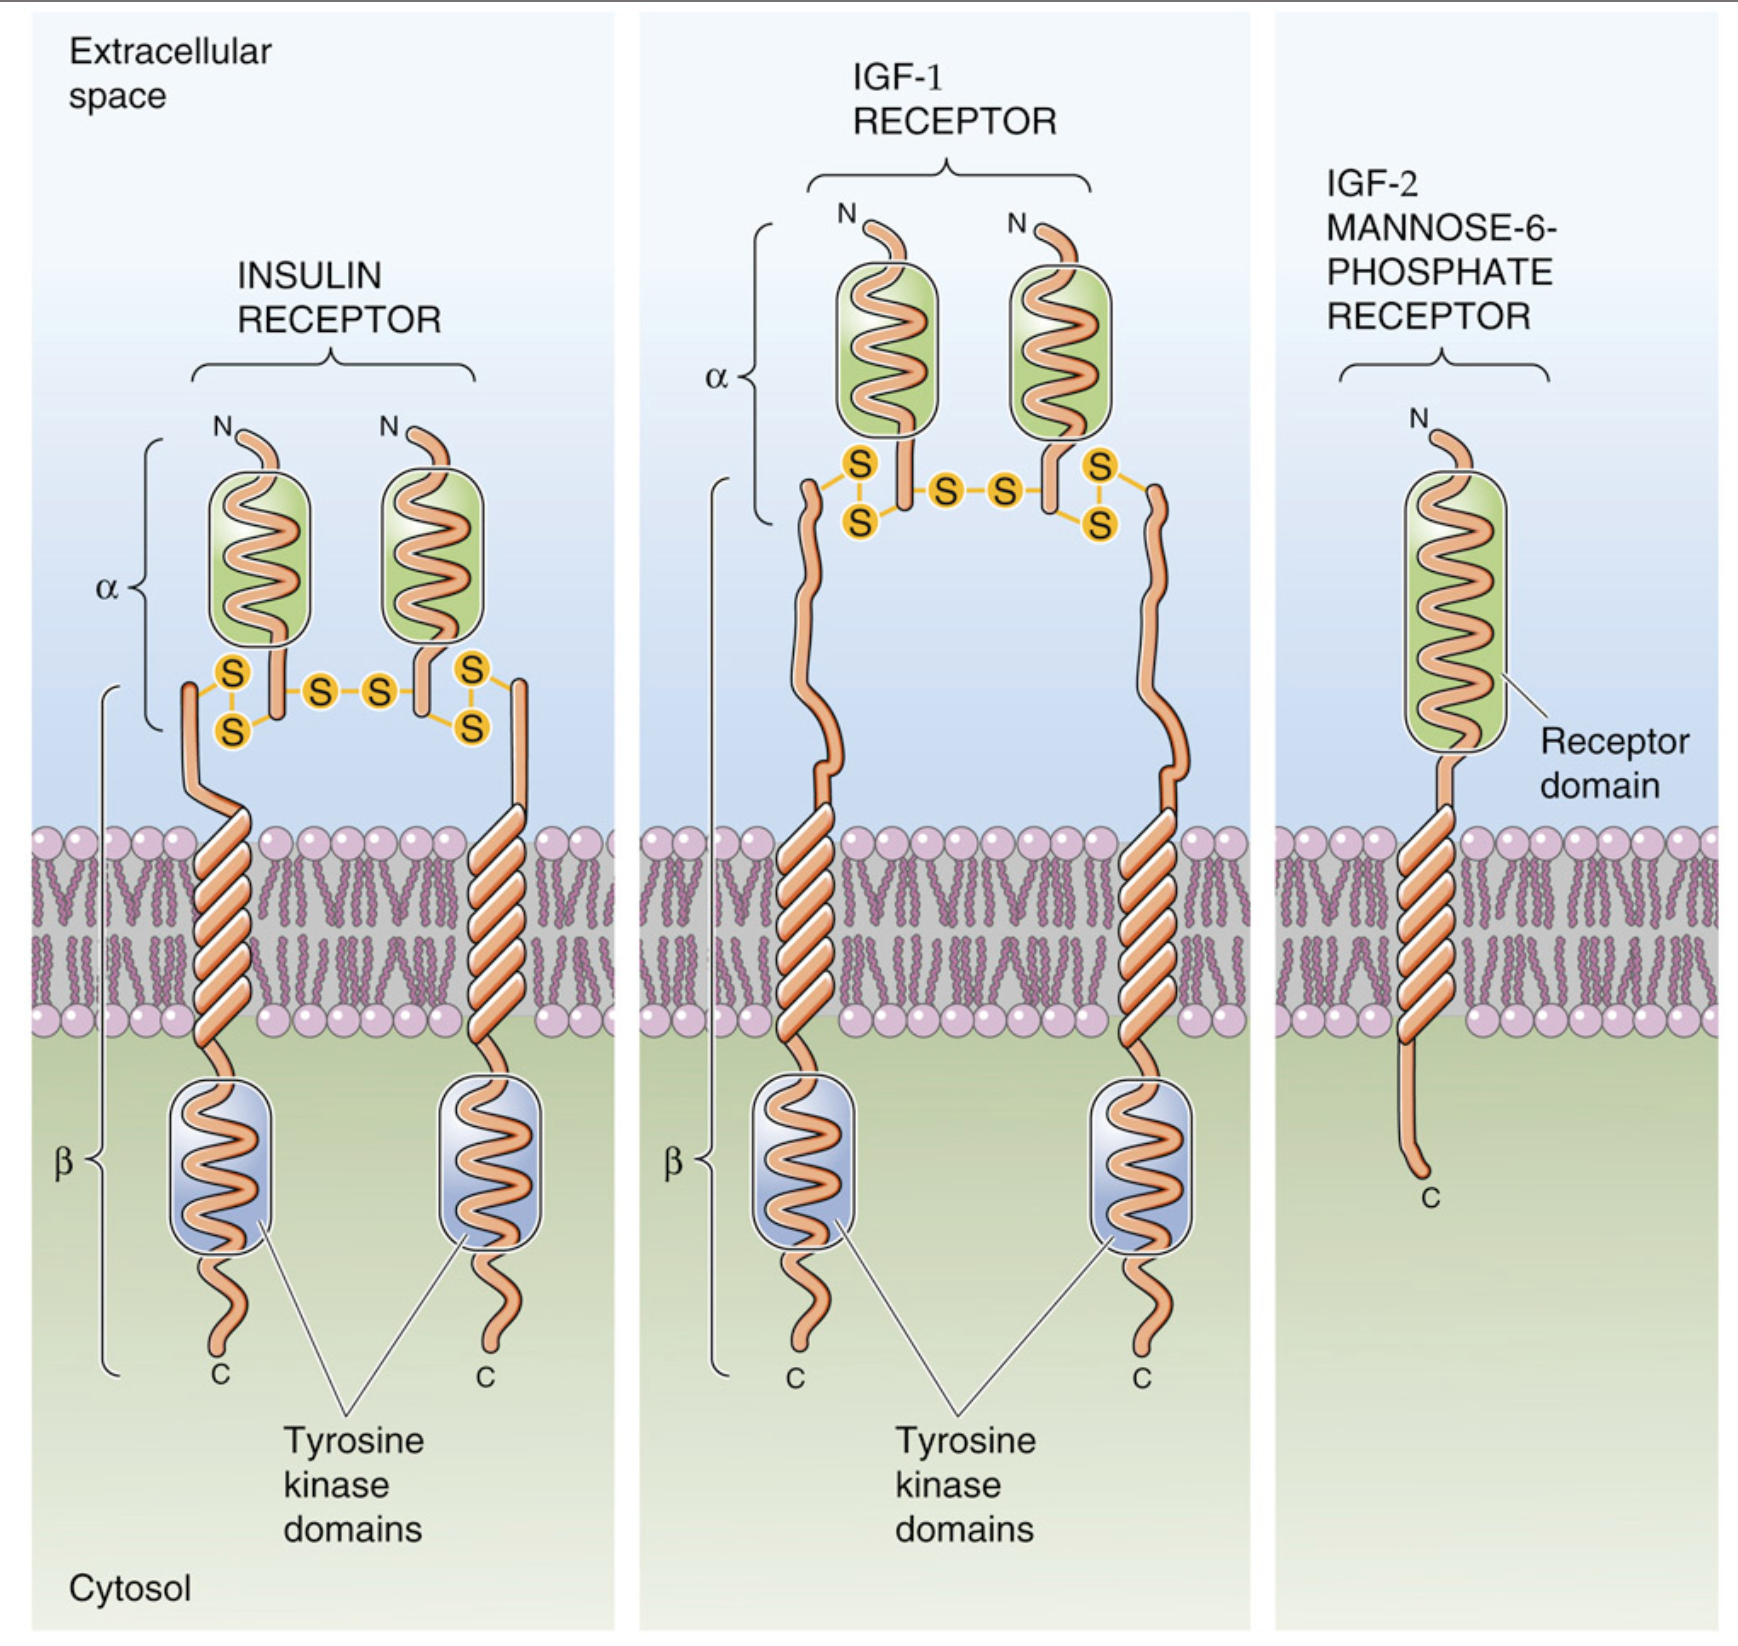 Extracellular
space
INSULIN
RECEPTOR
N
N
α
S
S
S
S
S
S
β
C
C
Tyrosine
kinase
domains
Cytosol
IGF-1
RECEPTOR
N
N
α
S
S
S
S
S
S
β
C
C
Tyrosine
kinase
domains
IGF-2
MANNOSE-6-
PHOSPHATE
RECEPTOR
N
Receptor
domain
C